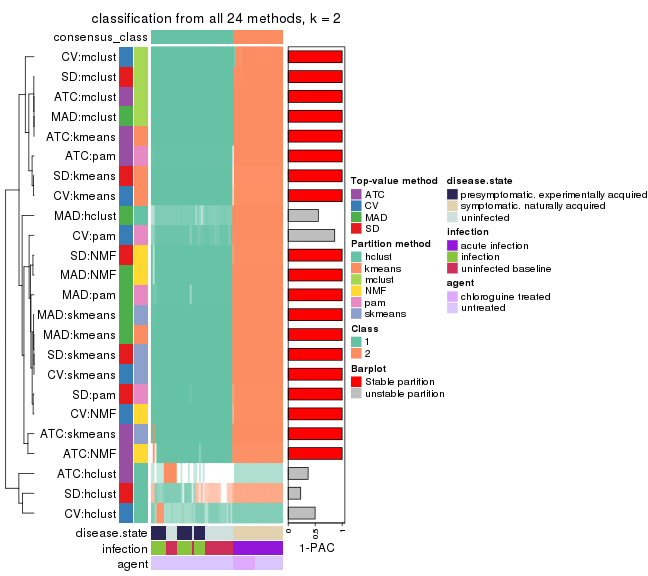 classification from all 24 methods, k = 2
consensus_class
CV:mclust
SD:mclust
ATC:mclust
MAD:mclust
ATC:kmeans
ATC:pam
SD:kmeans
CV:kmeans
MAD:hclust
CV:pam
SD:NMF
MAD:NMF
MAD:pam
MAD:skmeans
MAD:kmeans
SD:skmeans
CV:skmeans
SD:pam
CV:NMF
ATC:skmeans
ATC:NMF
ATC:hclust
SD:hclust
CV:hclust
disease.state
infection
agent
0
0.5
1
1-PAC
Top-value method
ATC
CV
MAD
SD
Partition method
hclust
kmeans
mclust
NMF
pam
skmeans
Class
1
2
Barplot
Stable partition
unstable partition
disease.state
presymptomatic, experimentally acquired
symptomatic, naturally acquired
uninfected
infection
acute infection
infection
uninfected baseline
agent
chloroguine treated
untreated